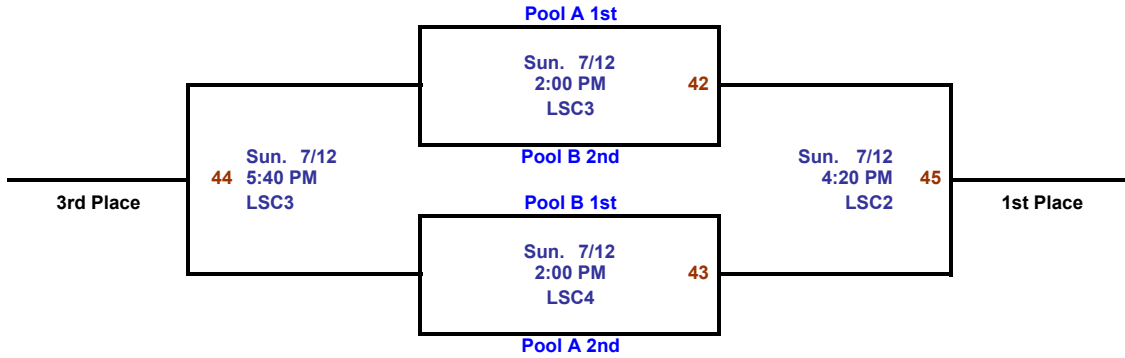 Pool A 1st
Sun. 7/12
2:00 PM 42
LSC3
Pool B 2nd
Sun. 7/12
44 5:40 PM
LSC3
3rd Place
Sun. 7/12
4:20 PM 45
LSC2
1st Place
Pool B 1st
Sun. 7/12
2:00 PM 43
LSC4
Pool A 2nd